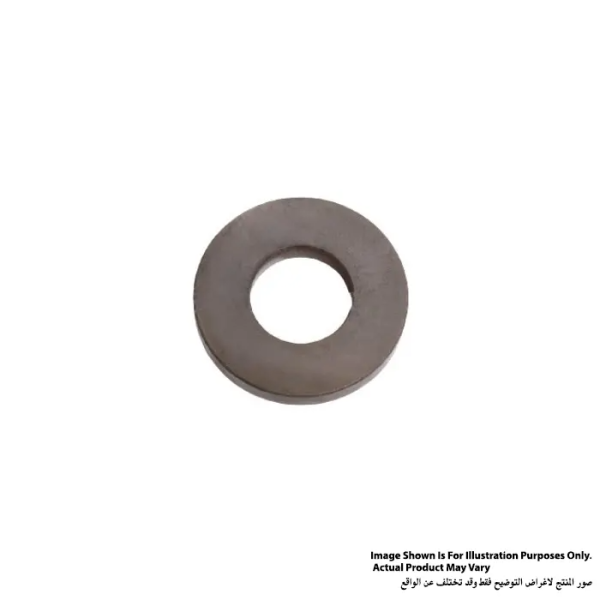 Image Shown Is For Illustration Purposes Only.
Actual Product May Vary
صور المنتج لاغراض التوضيح فقط وقد تختلف عن الواقع